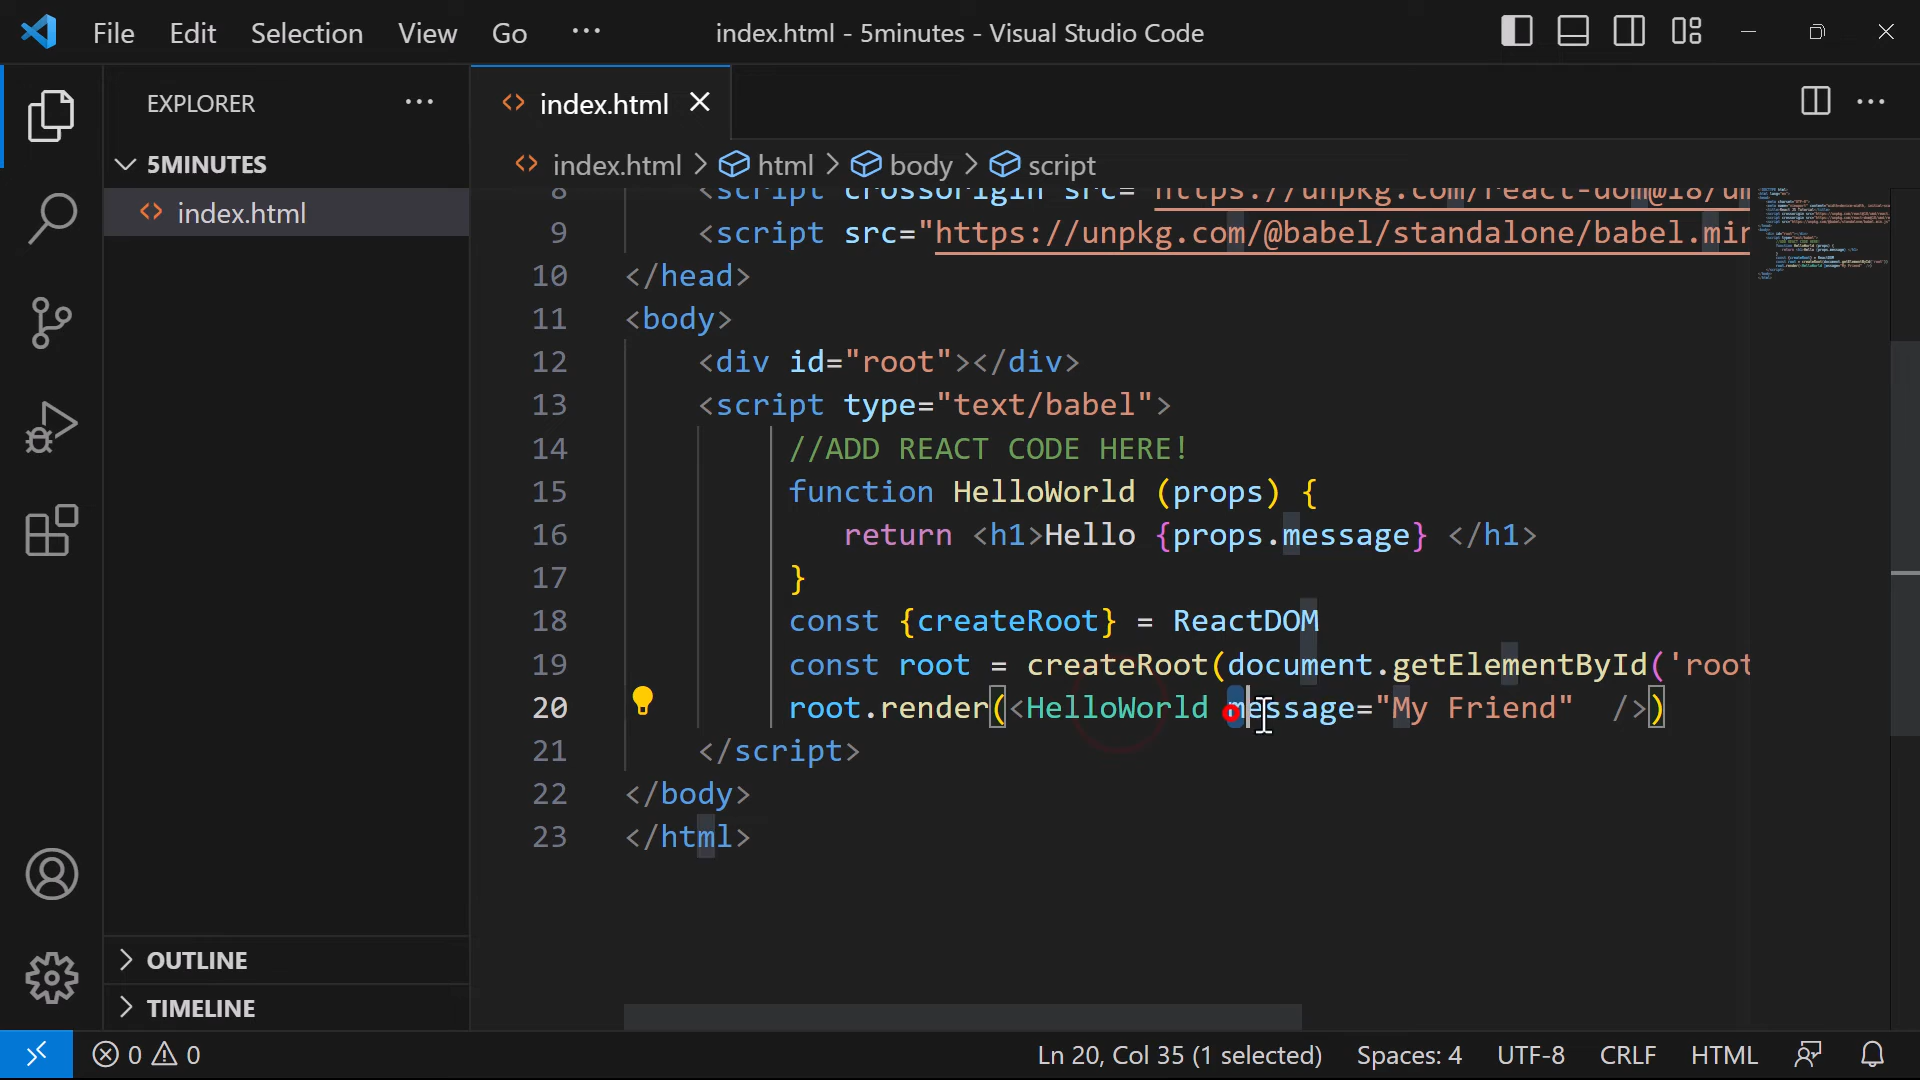 File Edit Selection View Go ··· index.html - 5minutes - Visual Studio Code
EXPLORER ···
5MINUTES
index.html
OUTLINE
TIMELINE
index.html
index.html > html > body > script
8 <script crossorigin src="https://unpkg.com/react-dom@18/um
9 <script src="https://unpkg.com/@babel/standalone/babel.min
10 </head>
11 <body>
12 <div id="root"></div>
13 <script type="text/babel">
14 //ADD REACT CODE HERE!
15 function HelloWorld (props) {
16 return <h1>Hello {props.message} </h1>
17 }
18 const {createRoot} = ReactDOM
19 const root = createRoot(document.getElementById('root
20 root.render(<HelloWorld message="My Friend"  />)
21 </script>
22 </body>
23 </html>
0 0 Ln 20, Col 35 (1 selected) Spaces: 4 UTF-8 CRLF HTML